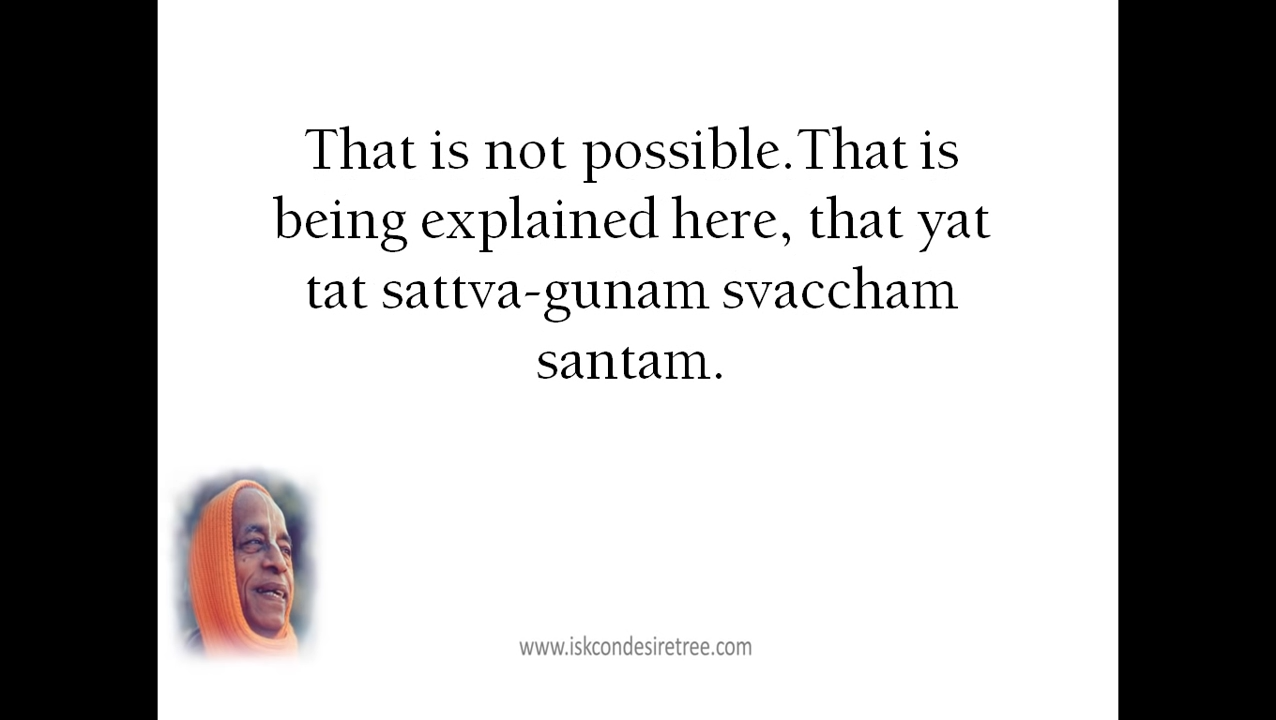 That is not possible.That is
being explained here, that yat
tat sattva-gunam svaccham
santam.
www.iskcondesiretree.com